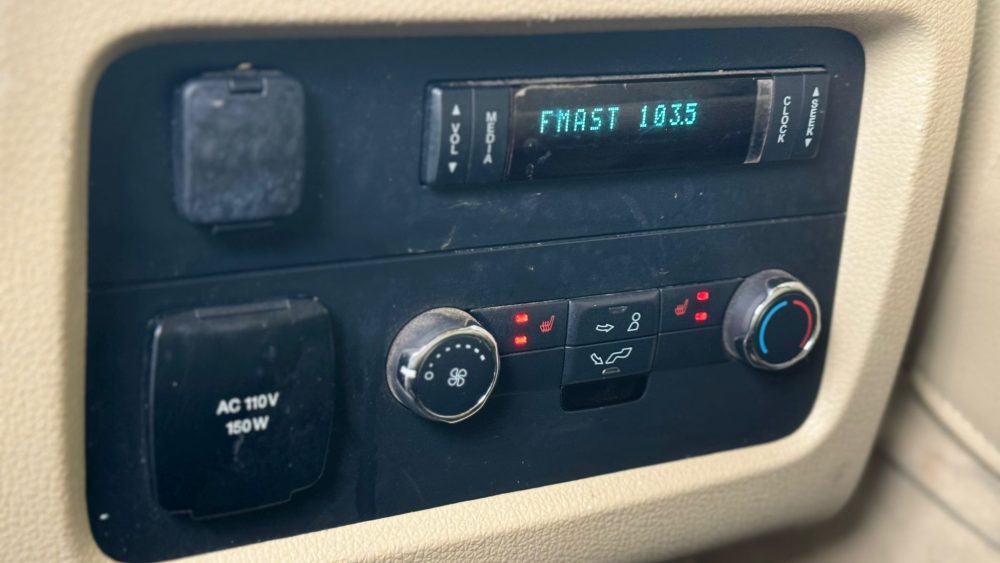 VOL
MEDIA
FMAST 103.5
CLOCK
SEEK
AC 110V
150W